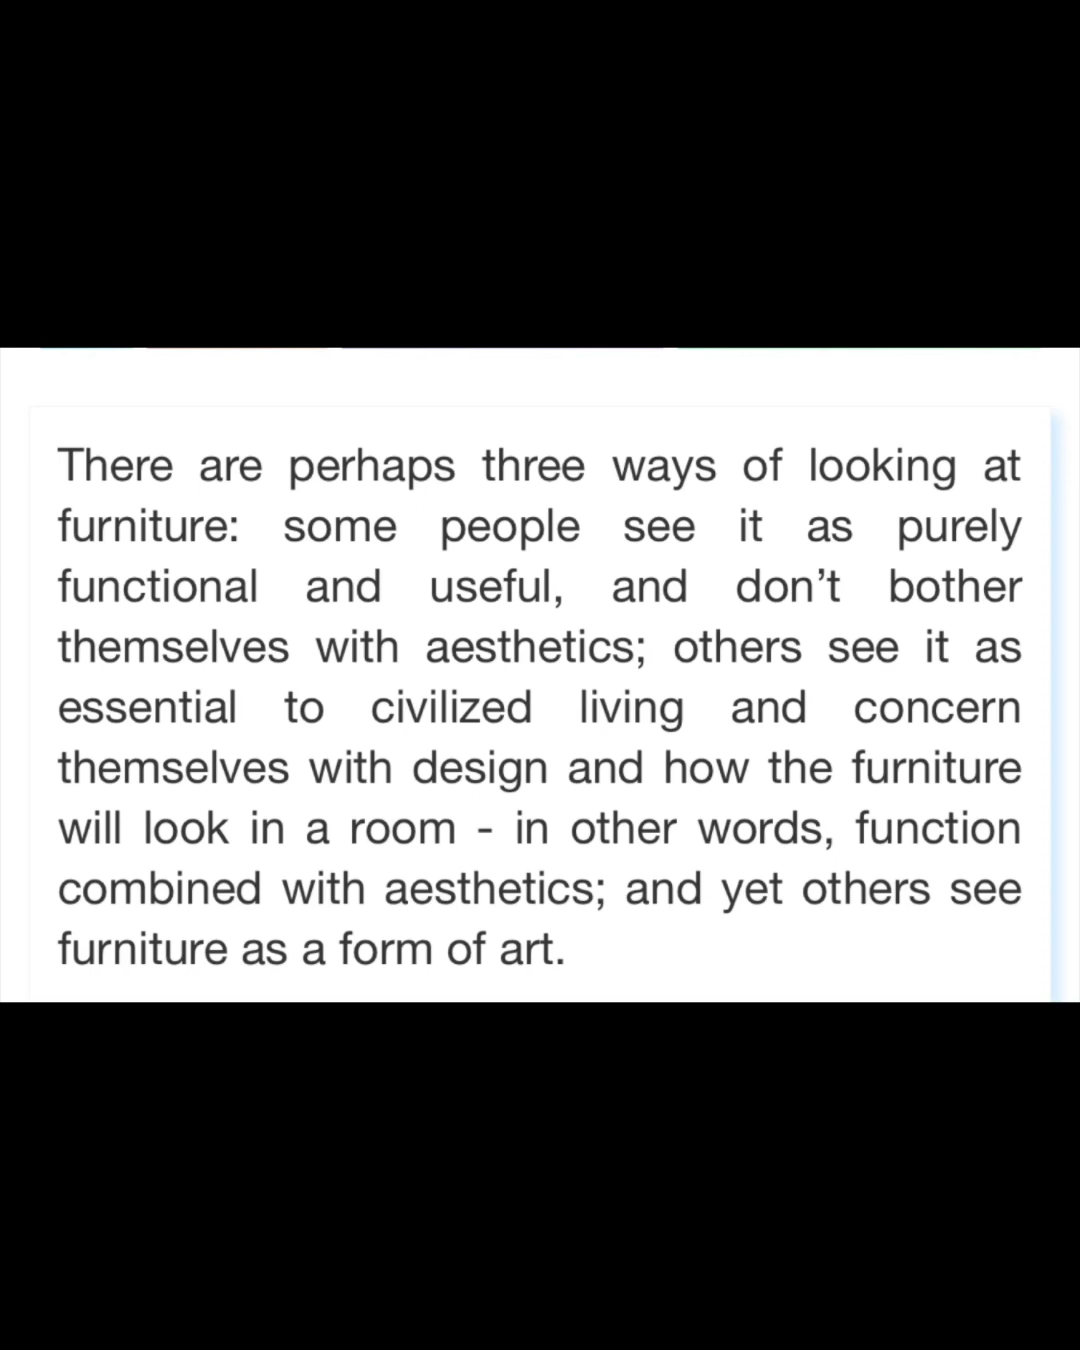 There are perhaps three ways of looking at
furniture: some people see it as purely
functional and useful, and don’t bother
themselves with aesthetics; others see it as
essential to civilized living and concern
themselves with design and how the furniture
will look in a room - in other words, function
combined with aesthetics; and yet others see
furniture as a form of art.